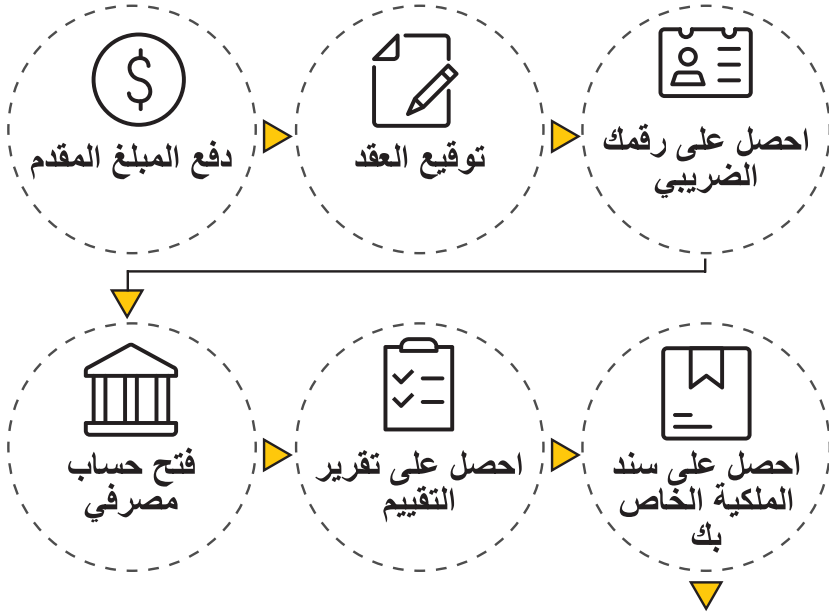 دفع المبلغ المقدم
توقيع العقد
احصل على رقمك
الضريبي
فتح حساب
مصرفي
احصل على تقرير
التقييم
احصل على سند
الملكية الخاص
بك